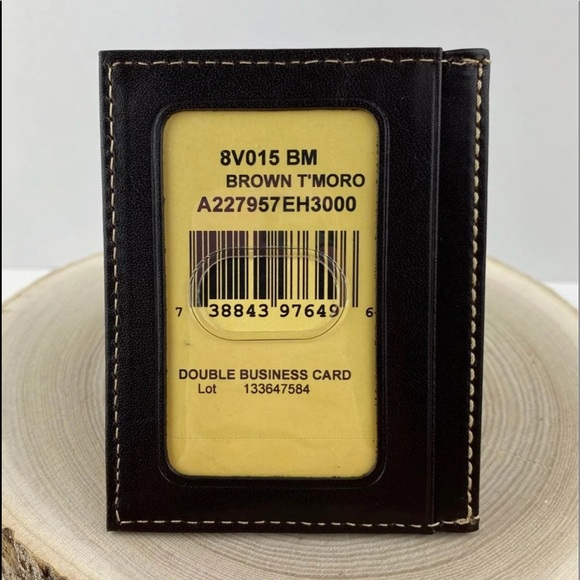 8V015 BM
BROWN T'MORO
A227957EH3000
7 38843 97649 6
DOUBLE BUSINESS CARD
Lot 133647584